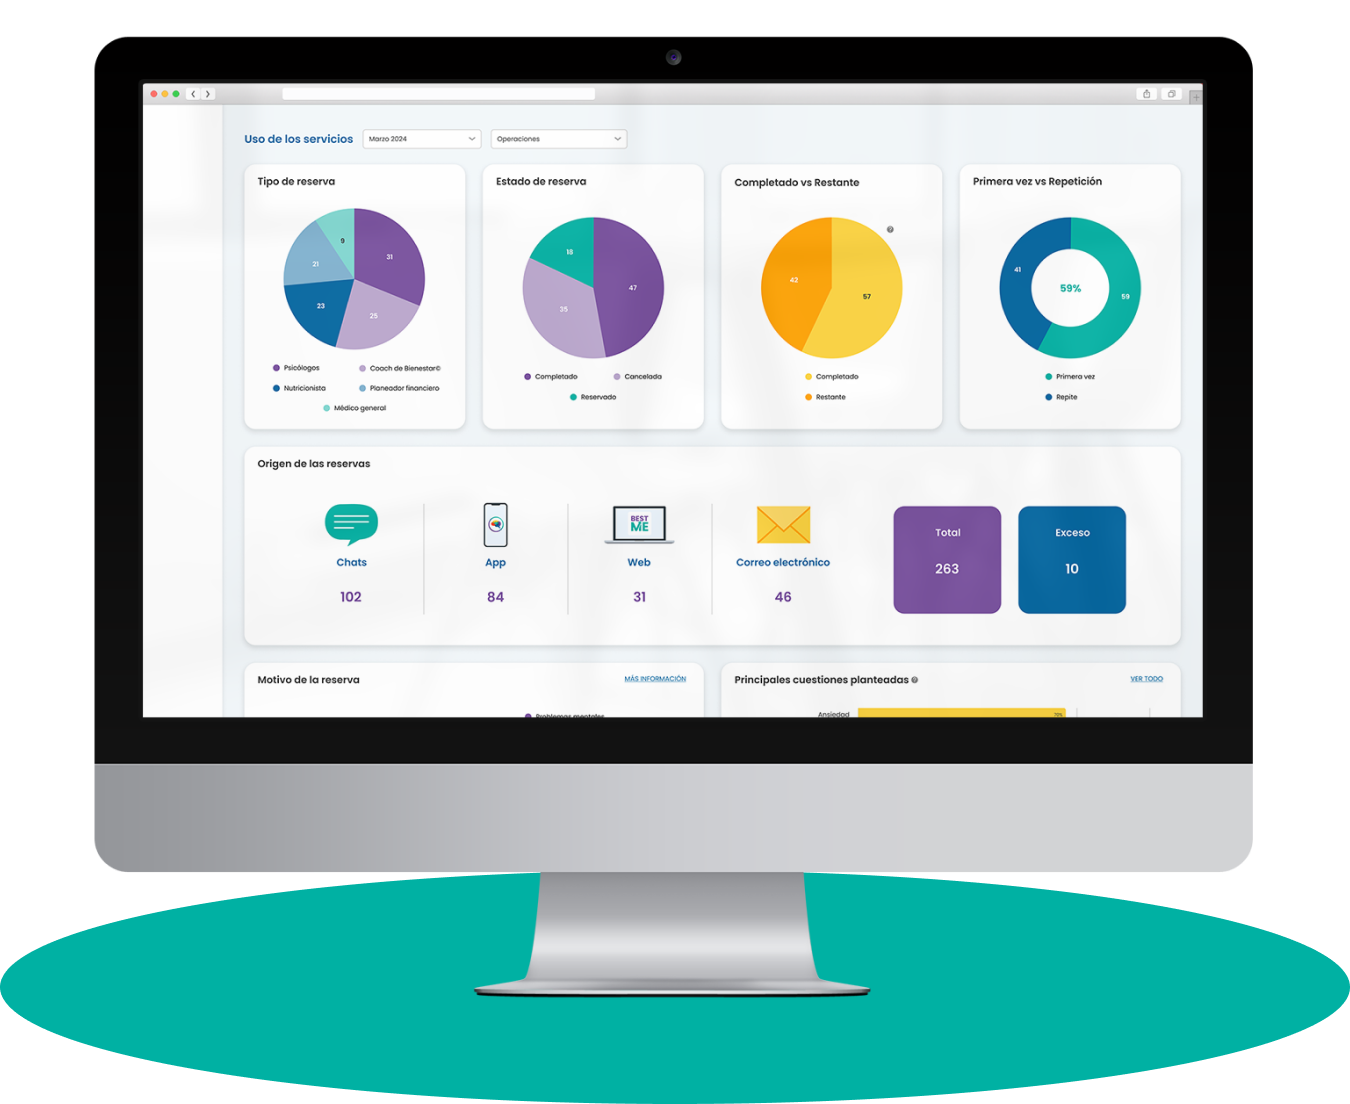 Uso de los servicios
Marzo 2024
Operaciones
Tipo de reserva
9
31
21
23
25
Psicólogos
Coach de Bienestar©
Nutricionista
Planeador financiero
Médico general
Estado de reserva
18
47
35
Completado
Cancelada
Reservado
Completado vs Restante
42
57
Completado
Restante
Primera vez vs Repetición
41
59%
59
Primera vez
Repite
Origen de las reservas
Chats
102
App
84
BEST
ME
Web
31
Correo electrónico
46
Total
263
Exceso
10
Motivo de la reserva
MÁS INFORMACIÓN
Problemas mentales
Principales cuestiones planteadas
VER TODO
Ansiedad
70%